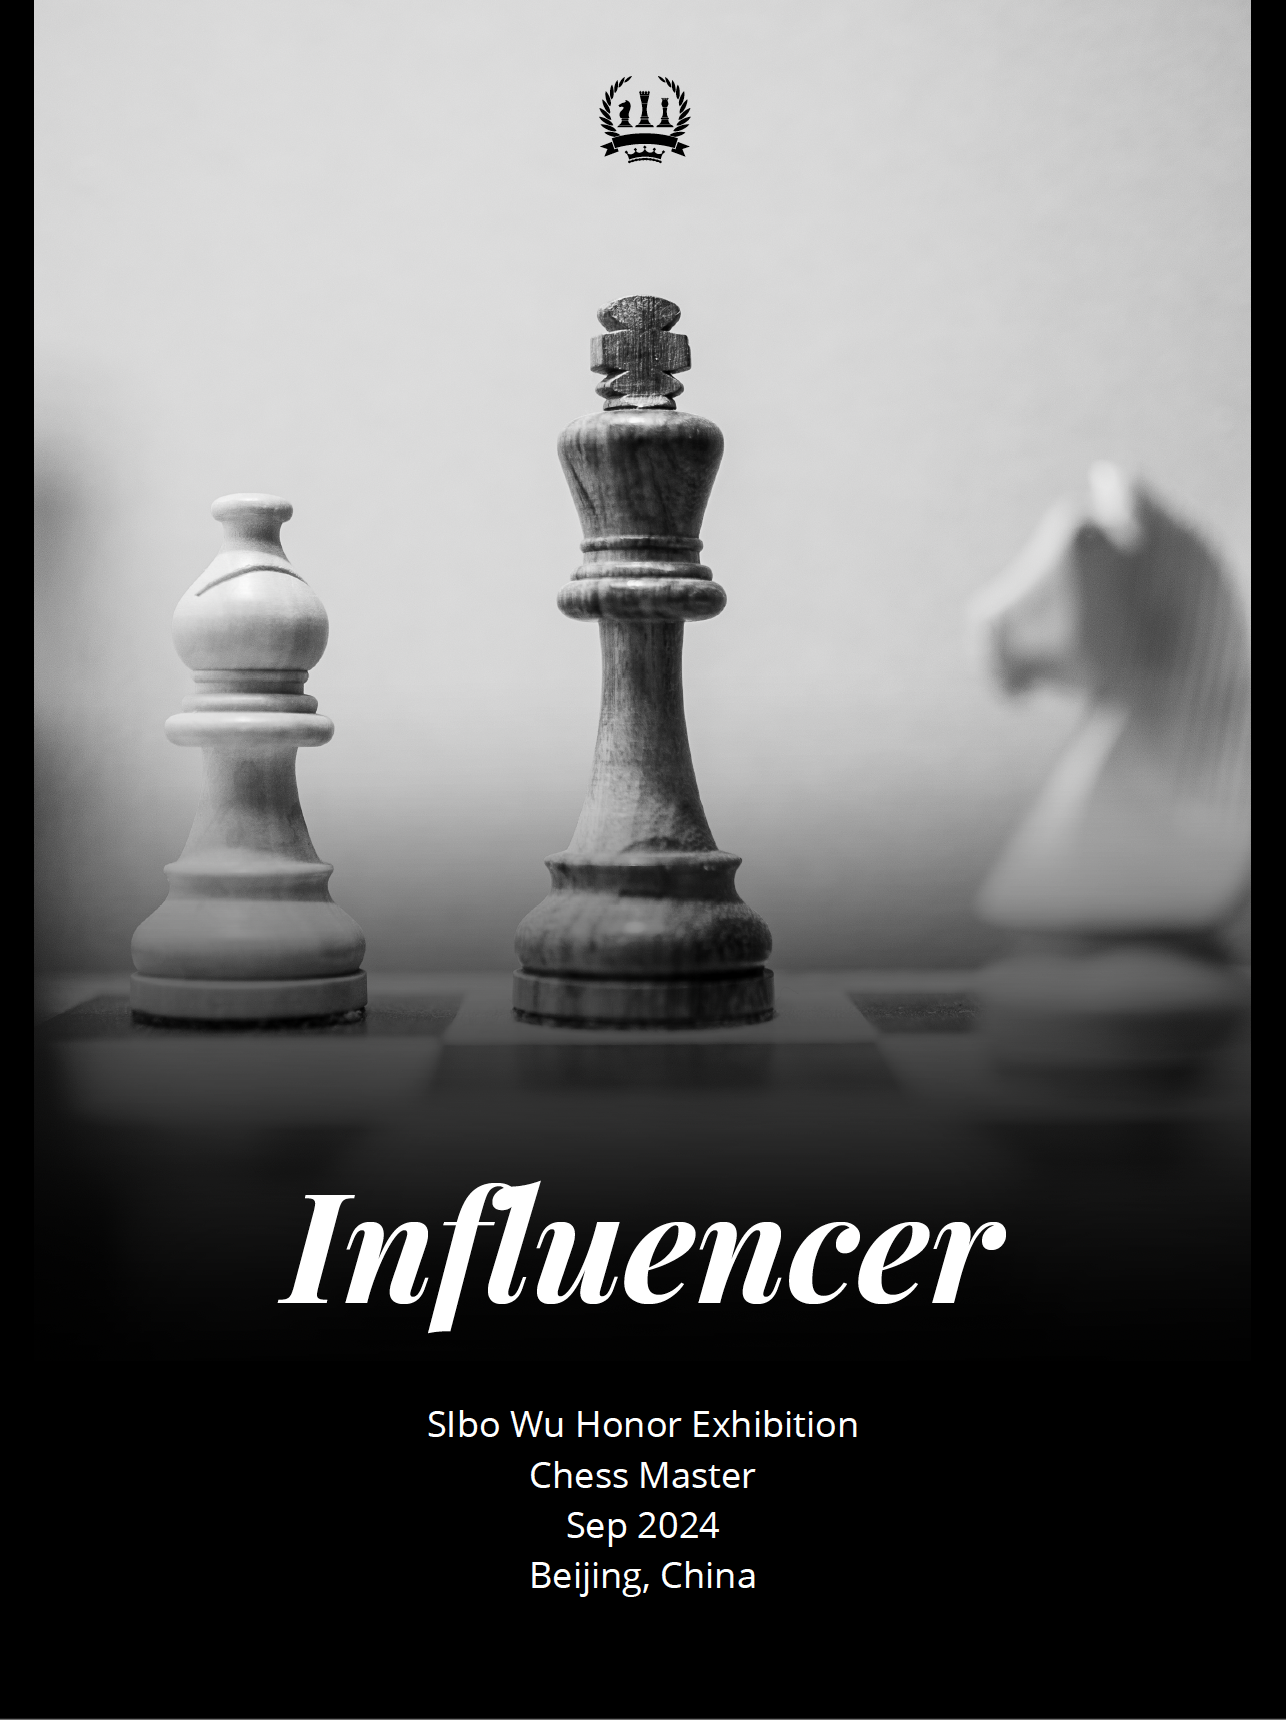 Influencer
SIbo Wu Honor Exhibition
Chess Master
Sep 2024
Beijing, China